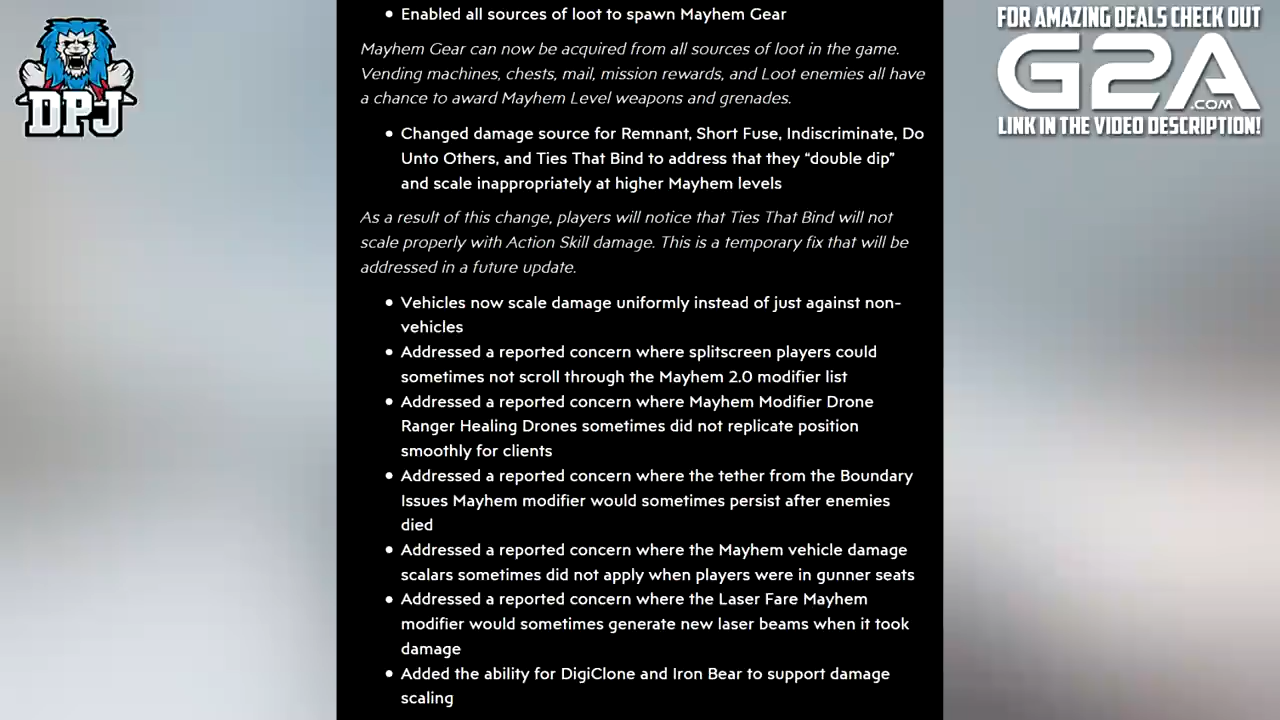 DPJ
FOR AMAZING DEALS CHECK OUT
G2A
.COM
LINK IN THE VIDEO DESCRIPTION!
• Enabled all sources of loot to spawn Mayhem Gear
Mayhem Gear can now be acquired from all sources of loot in the game.
Vending machines, chests, mail, mission rewards, and Loot enemies all have
a chance to award Mayhem Level weapons and grenades.
• Changed damage source for Remnant, Short Fuse, Indiscriminate, Do
Unto Others, and Ties That Bind to address that they “double dip”
and scale inappropriately at higher Mayhem levels
As a result of this change, players will notice that Ties That Bind will not
scale properly with Action Skill damage. This is a temporary fix that will be
addressed in a future update.
• Vehicles now scale damage uniformly instead of just against non-
vehicles
• Addressed a reported concern where splitscreen players could
sometimes not scroll through the Mayhem 2.0 modifier list
• Addressed a reported concern where Mayhem Modifier Drone
Ranger Healing Drones sometimes did not replicate position
smoothly for clients
• Addressed a reported concern where the tether from the Boundary
Issues Mayhem modifier would sometimes persist after enemies
died
• Addressed a reported concern where the Mayhem vehicle damage
scalars sometimes did not apply when players were in gunner seats
• Addressed a reported concern where the Laser Fare Mayhem
modifier would sometimes generate new laser beams when it took
damage
• Added the ability for DigiClone and Iron Bear to support damage
scaling